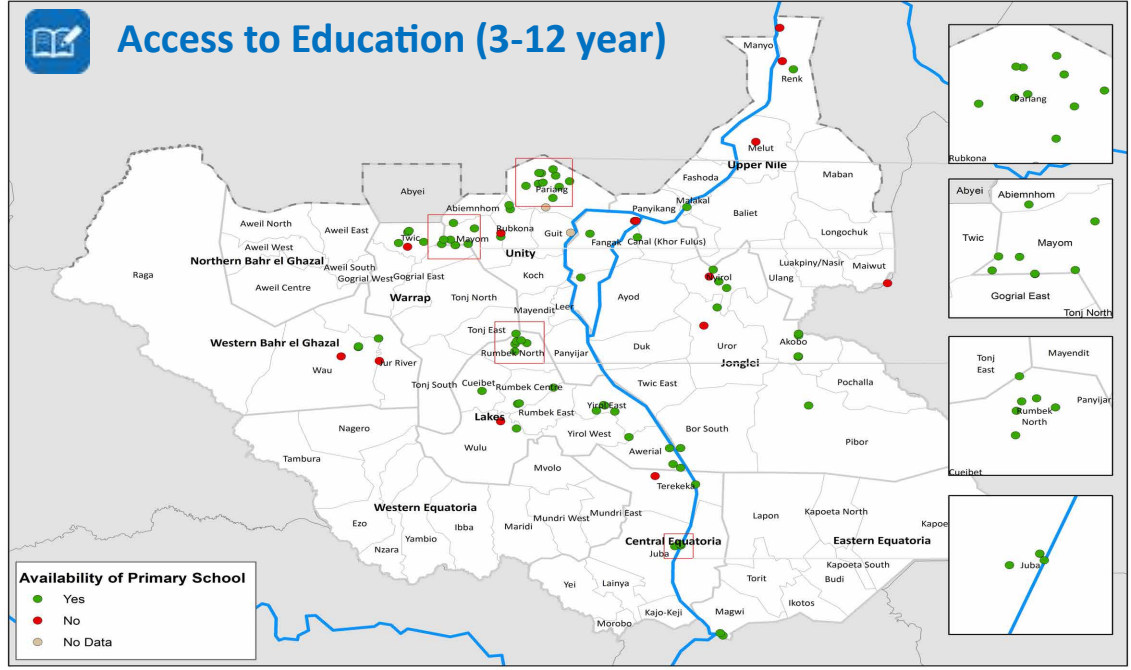 Access to Education (3-12 year)
Manyo
Renk
Melut
Upper Nile
Maban
Fashoda
Abyei
Pariang
Malakal
Panyikang
Baliet
Abiemnhom
Longochuk
Aweil North
Aweil East
Twic
Mayom
Rubkona
Guit
Fangak
Canal (Khor Fulus)
Aweil West
Unity
Luakpiny/Nasir
Maiwut
Northern Bahr el Ghazal
Raga
Aweil South
Gogrial West
Gogrial East
Koch
Nyirol
Ulang
Aweil Centre
Warrap
Tonj North
Ayod
Mayendit
Leer
Tonj East
Western Bahr el Ghazal
Rumbek North
Panyijar
Duk
Uror
Akobo
Jonglei
Wau
Jur River
Tonj South
Cueibet
Rumbek Centre
Twic East
Pochalla
Lakes
Rumbek East
Yirol East
Nagero
Yirol West
Bor South
Pibor
Wulu
Awerial
Tambura
Mvolo
Terekeka
Western Equatoria
Mundri West
Mundri East
Lapon
Kapoeta North
Kapoe
Ezo
Ibba
Maridi
Central Equatoria
Eastern Equatoria
Yambio
Juba
Nzara
Kapoeta South
Yei
Lainya
Torit
Budi
Kajo-Keji
Magwi
Ikotos
Morobo
Availability of Primary School
Yes
No
No Data
Pariang
Rubkona
Abyei
Abiemnhom
Twic
Mayom
Gogrial East
Tonj North
Tonj
East
Mayendit
Panyijar
Rumbek
North
Cueibet
Juba